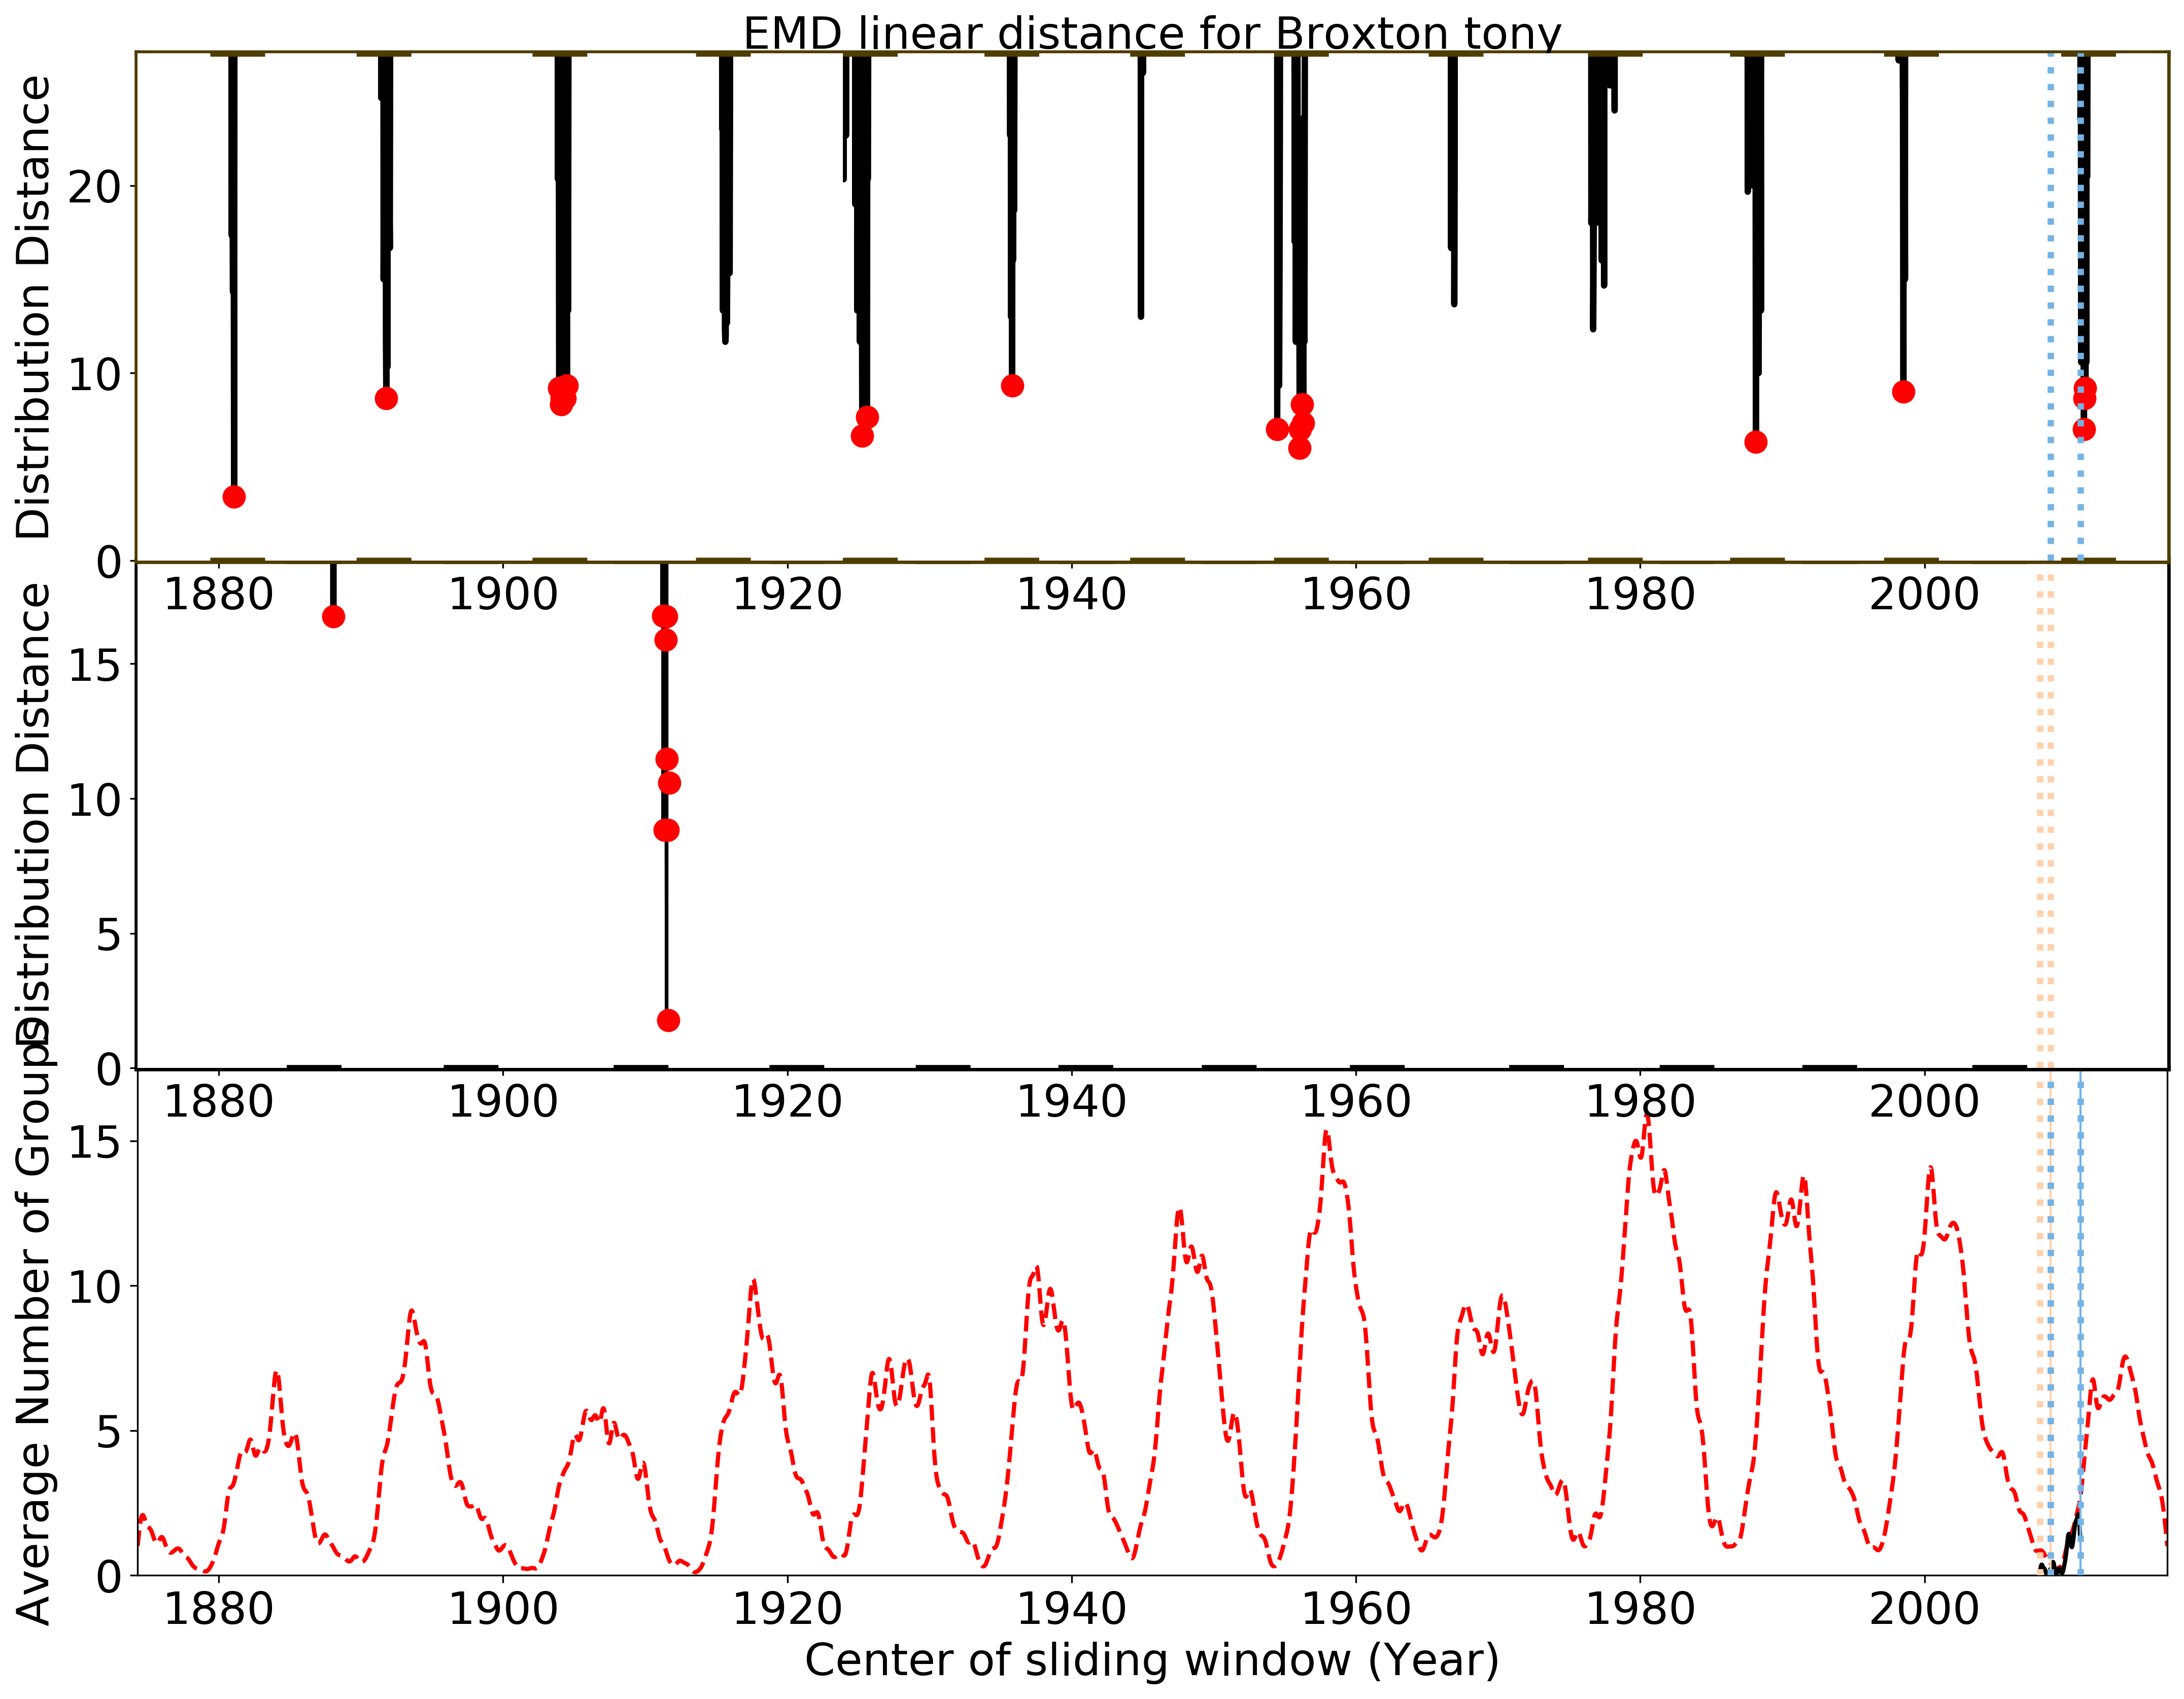 EMD linear distance for Broxton tony
Distribution Distance
20
10
0
1880 1900 1920 1940 1960 1980 2000
Distribution Distance
15
10
5
0
1880 1900 1920 1940 1960 1980 2000
Average Number of Groups
15
10
5
0
1880 1900 1920 1940 1960 1980 2000
Center of sliding window (Year)